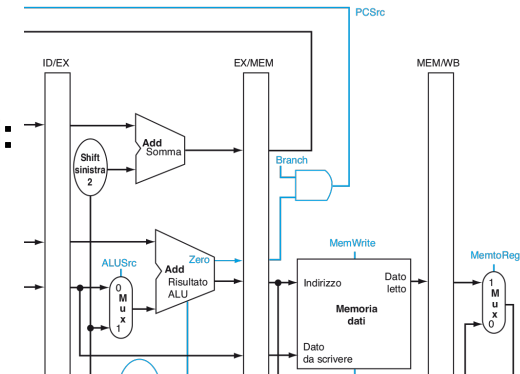 PCSrc
ID/EX
EX/MEM
MEM/WB
Add
Somma
Shift
sinistra
2
Branch
MemWrite
MemtoReg
ALUSrc
Zero
Add
Risultato
ALU
0
M
u
x
1
Indirizzo
Dato
letto
Memoria
dati
Dato
da scrivere
1
M
u
x
0